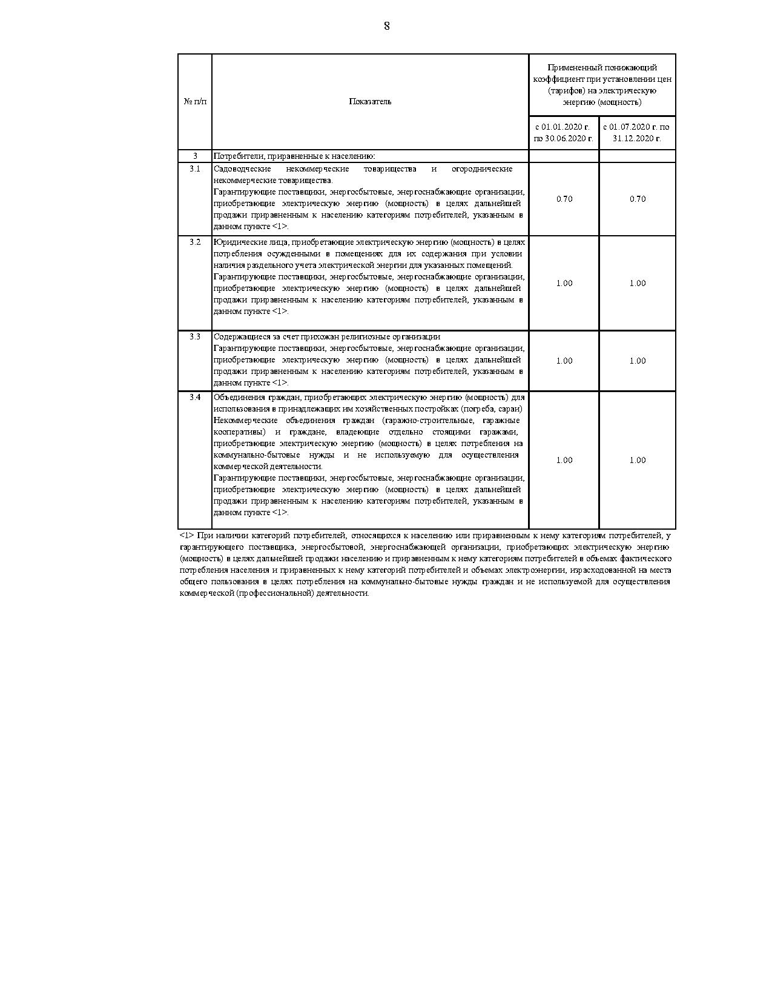 8
№ п/п
Показатель
Примененный понижающий
коэффициент при установлении цен
(тарифов) на электрическую
энергию (мощность)
с 01.01.2020 г.
по 30.06.2020 г.
с 01.07.2020 г. по
31.12.2020 г.
3 Потребители, приравненные к населению:
3.1 Садоводческие некоммерческие товарищества и огороднические
некоммерческие товарищества.
Гарантирующие поставщики, энергосбытовые, энергоснабжающие организации,
приобретающие электрическую энергию (мощность) в целях дальнейшей
продажи приравненным к населению категориям потребителей, указанным в
данном пункте <1>.
0.70 0.70
3.2 Юридические лица, приобретающие электрическую энергию (мощность) в целях
потребления осужденными в помещениях для их содержания при условии
наличия раздельного учета электрической энергии для указанных помещений.
Гарантирующие поставщики, энергосбытовые, энергоснабжающие организации,
приобретающие электрическую энергию (мощность) в целях дальнейшей
продажи приравненным к населению категориям потребителей, указанным в
данном пункте <1>.
1.00 1.00
3.3 Содержащиеся за счет прихожан религиозные организации
Гарантирующие поставщики, энергосбытовые, энергоснабжающие организации,
приобретающие электрическую энергию (мощность) в целях дальнейшей
продажи приравненным к населению категориям потребителей, указанным в
данном пункте <1>.
1.00 1.00
3.4 Объединения граждан, приобретающих электрическую энергию (мощность) для
использования в принадлежащих им хозяйственных постройках (погреба, сараи)
Некоммерческие объединения граждан (гаражно-строительные, гаражные
кооперативы) и граждане, владеющие отдельно стоящими гаражами,
приобретающие электрическую энергию (мощность) в целях потребления на
коммунально-бытовые нужды и не используемую для осуществления
коммерческой деятельности.
Гарантирующие поставщики, энергосбытовые, энергоснабжающие организации,
приобретающие электрическую энергию (мощность) в целях дальнейшей
продажи приравненным к населению категориям потребителей, указанным в
данном пункте <1>.
1.00 1.00
<1> При наличии категорий потребителей, относящихся к населению или приравненным к нему категориям потребителей, у
гарантирующего поставщика, энергосбытовой, энергоснабжающей организации, приобретающих электрическую энергию
(мощность) в целях дальнейшей продажи населению и приравненным к нему категориям потребителей в объемах фактического
потребления населения и приравненных к нему категорий потребителей и объемах электроэнергии, израсходованной на места
общего пользования в целях потребления на коммунально-бытовые нужды граждан и не используемой для осуществления
коммерческой (профессиональной) деятельности.